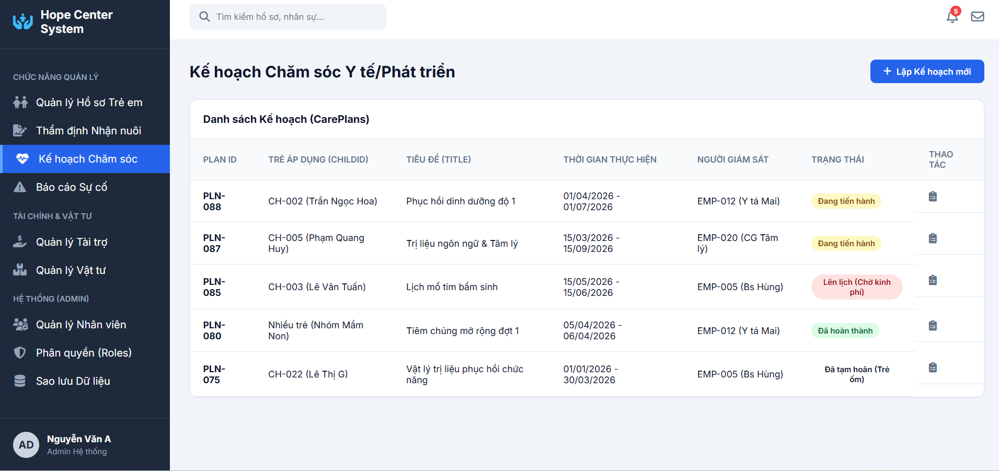 Hope Center
System
Tìm kiếm hồ sơ, nhân sự...
5
CHỨC NĂNG QUẢN LÝ
Quản lý Hồ sơ Trẻ em
Thẩm định Nhận nuôi
Kế hoạch Chăm sóc
Báo cáo Sự cố
TÀI CHÍNH & VẬT TƯ
Quản lý Tài trợ
Quản lý Vật tư
HỆ THỐNG (ADMIN)
Quản lý Nhân viên
Phân quyền (Roles)
Sao lưu Dữ liệu
AD
Nguyễn Văn A
Admin Hệ thống
Kế hoạch Chăm sóc Y tế/Phát triển
Lập Kế hoạch mới
Danh sách Kế hoạch (CarePlans)
PLAN ID
TRẺ ÁP DỤNG (CHILDID)
TIÊU ĐỀ (TITLE)
THỜI GIAN THỰC HIỆN
NGƯỜI GIÁM SÁT
TRẠNG THÁI
THAO
TÁC
PLN-
088
CH-002 (Trần Ngọc Hoa)
Phục hồi dinh dưỡng độ 1
01/04/2026 -
01/07/2026
EMP-012 (Y tá Mai)
Đang tiến hành
PLN-
087
CH-005 (Phạm Quang
Huy)
Trị liệu ngôn ngữ & Tâm lý
15/03/2026 -
15/09/2026
EMP-020 (CG Tâm
lý)
Đang tiến hành
PLN-
085
CH-003 (Lê Văn Tuấn)
Lịch mổ tim bẩm sinh
15/05/2026 -
15/06/2026
EMP-005 (Bs Hùng)
Lên lịch (Chờ kinh
phí)
PLN-
080
Nhiều trẻ (Nhóm Mầm
Non)
Tiêm chủng mở rộng đợt 1
05/04/2026 -
06/04/2026
EMP-012 (Y tá Mai)
Đã hoàn thành
PLN-
075
CH-022 (Lê Thị G)
Vật lý trị liệu phục hồi chức
năng
01/01/2026 -
30/03/2026
EMP-005 (Bs Hùng)
Đã tạm hoãn (Trẻ
ốm)